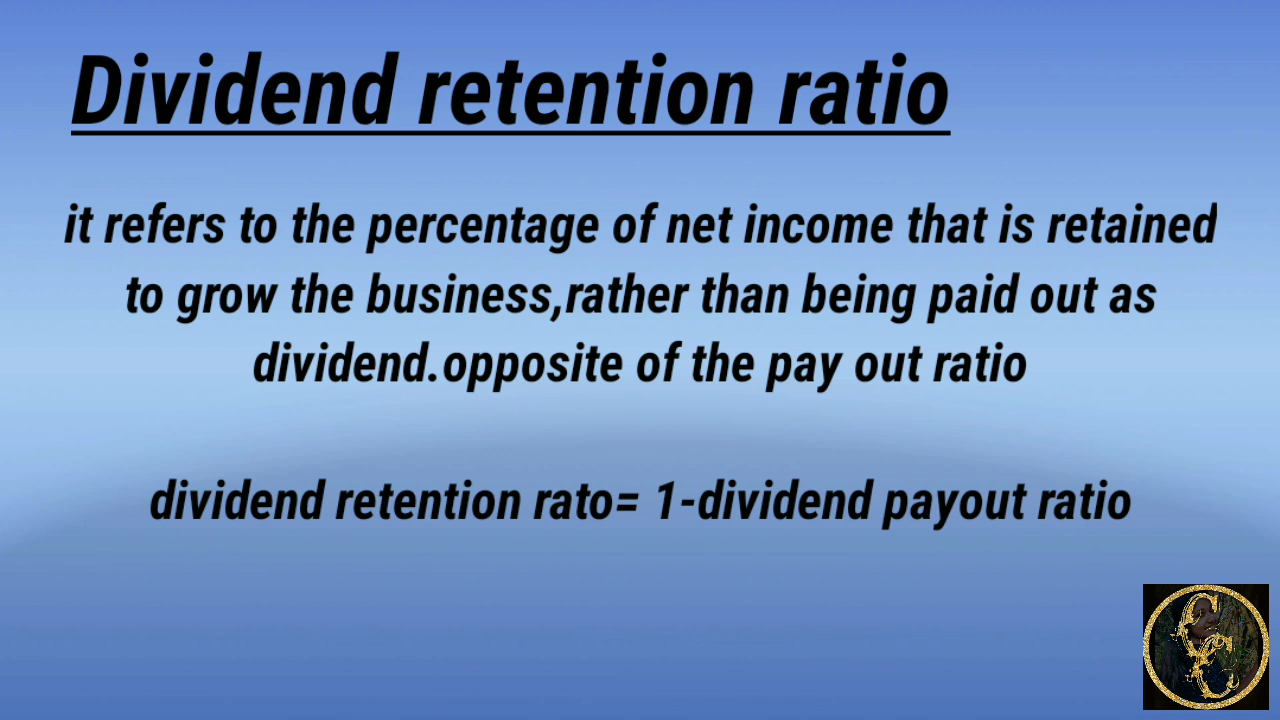 Dividend retention ratio
it refers to the percentage of net income that is retained
to grow the business,rather than being paid out as
dividend.opposite of the pay out ratio
dividend retention rato= 1-dividend payout ratio